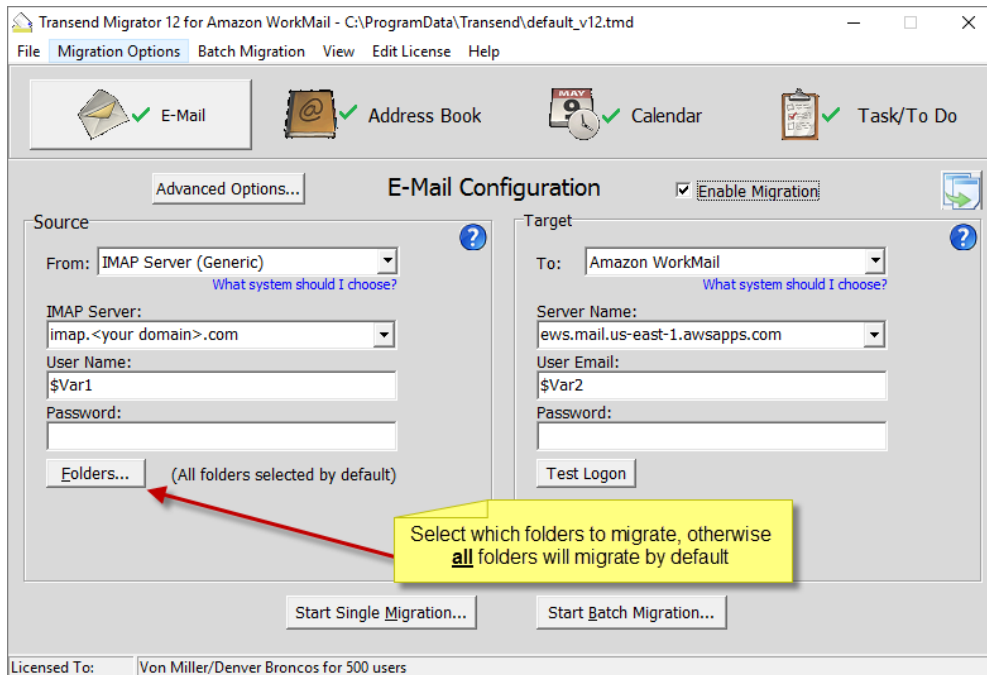 Transend Migrator 12 for Amazon WorkMail - C:\ProgramData\Transend\default_v12.tmd
File Migration Options Batch Migration View Edit License Help
E-Mail
Address Book
MAY
9
Calendar
Task/To Do
Advanced Options...
E-Mail Configuration
Enable Migration
Source
From: IMAP Server (Generic)
What system should I choose?
IMAP Server:
imap.<your domain>.com
User Name:
$Var1
Password:
Folders...
(All folders selected by default)
Target
To: Amazon WorkMail
What system should I choose?
Server Name:
ews.mail.us-east-1.awsapps.com
User Email:
$Var2
Password:
Test Logon
Select which folders to migrate, otherwise
all folders will migrate by default
Start Single Migration...
Start Batch Migration...
Licensed To: Von Miller/Denver Broncos for 500 users